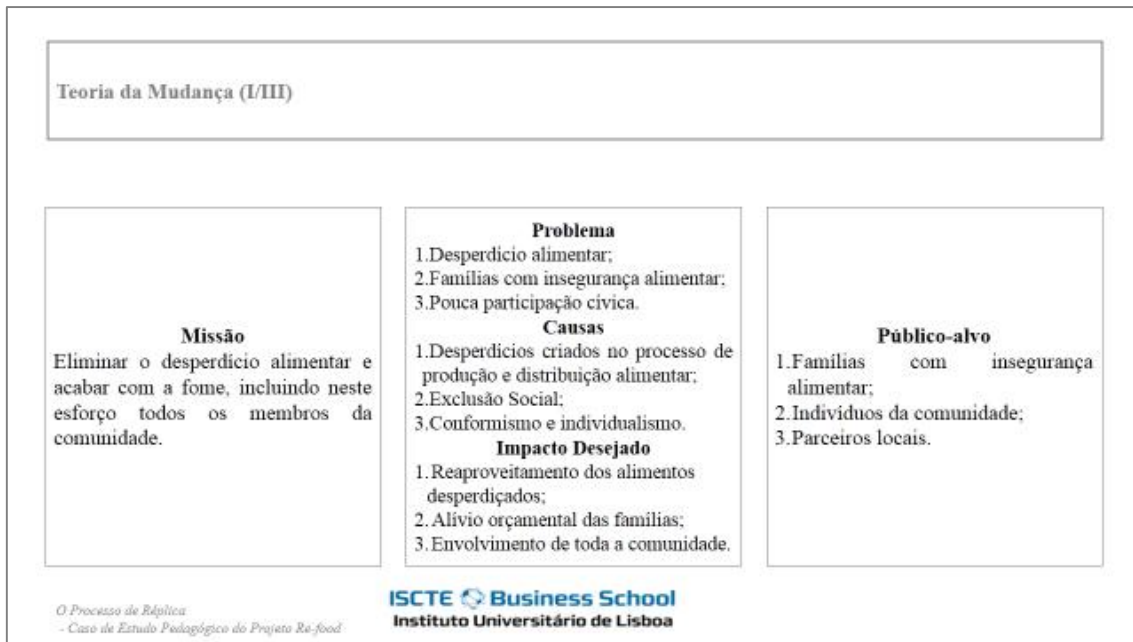 Teoria da Mudança (I/III)
Missão
Eliminar o desperdício alimentar e
acabar com a fome, incluindo neste
esforço todos os membros da
comunidade.
Problema
1.Desperdício alimentar;
2.Famílias com insegurança alimentar;
3.Pouca participação cívica.
Causas
1.Desperdícios criados no processo de
produção e distribuição alimentar;
2.Exclusão Social;
3.Conformismo e individualismo.
Impacto Desejado
1.Reaproveitamento dos alimentos
desperdiçados;
2.Alívio orçamental das famílias;
3.Envolvimento de toda a comunidade.
Público-alvo
1.Famílias com insegurança
alimentar;
2.Indivíduos da comunidade;
3.Parceiros locais.
O Processo de Réplica
- Caso de Estudo Pedagógico do Projeto Re-food
ISCTE Business School
Instituto Universitário de Lisboa